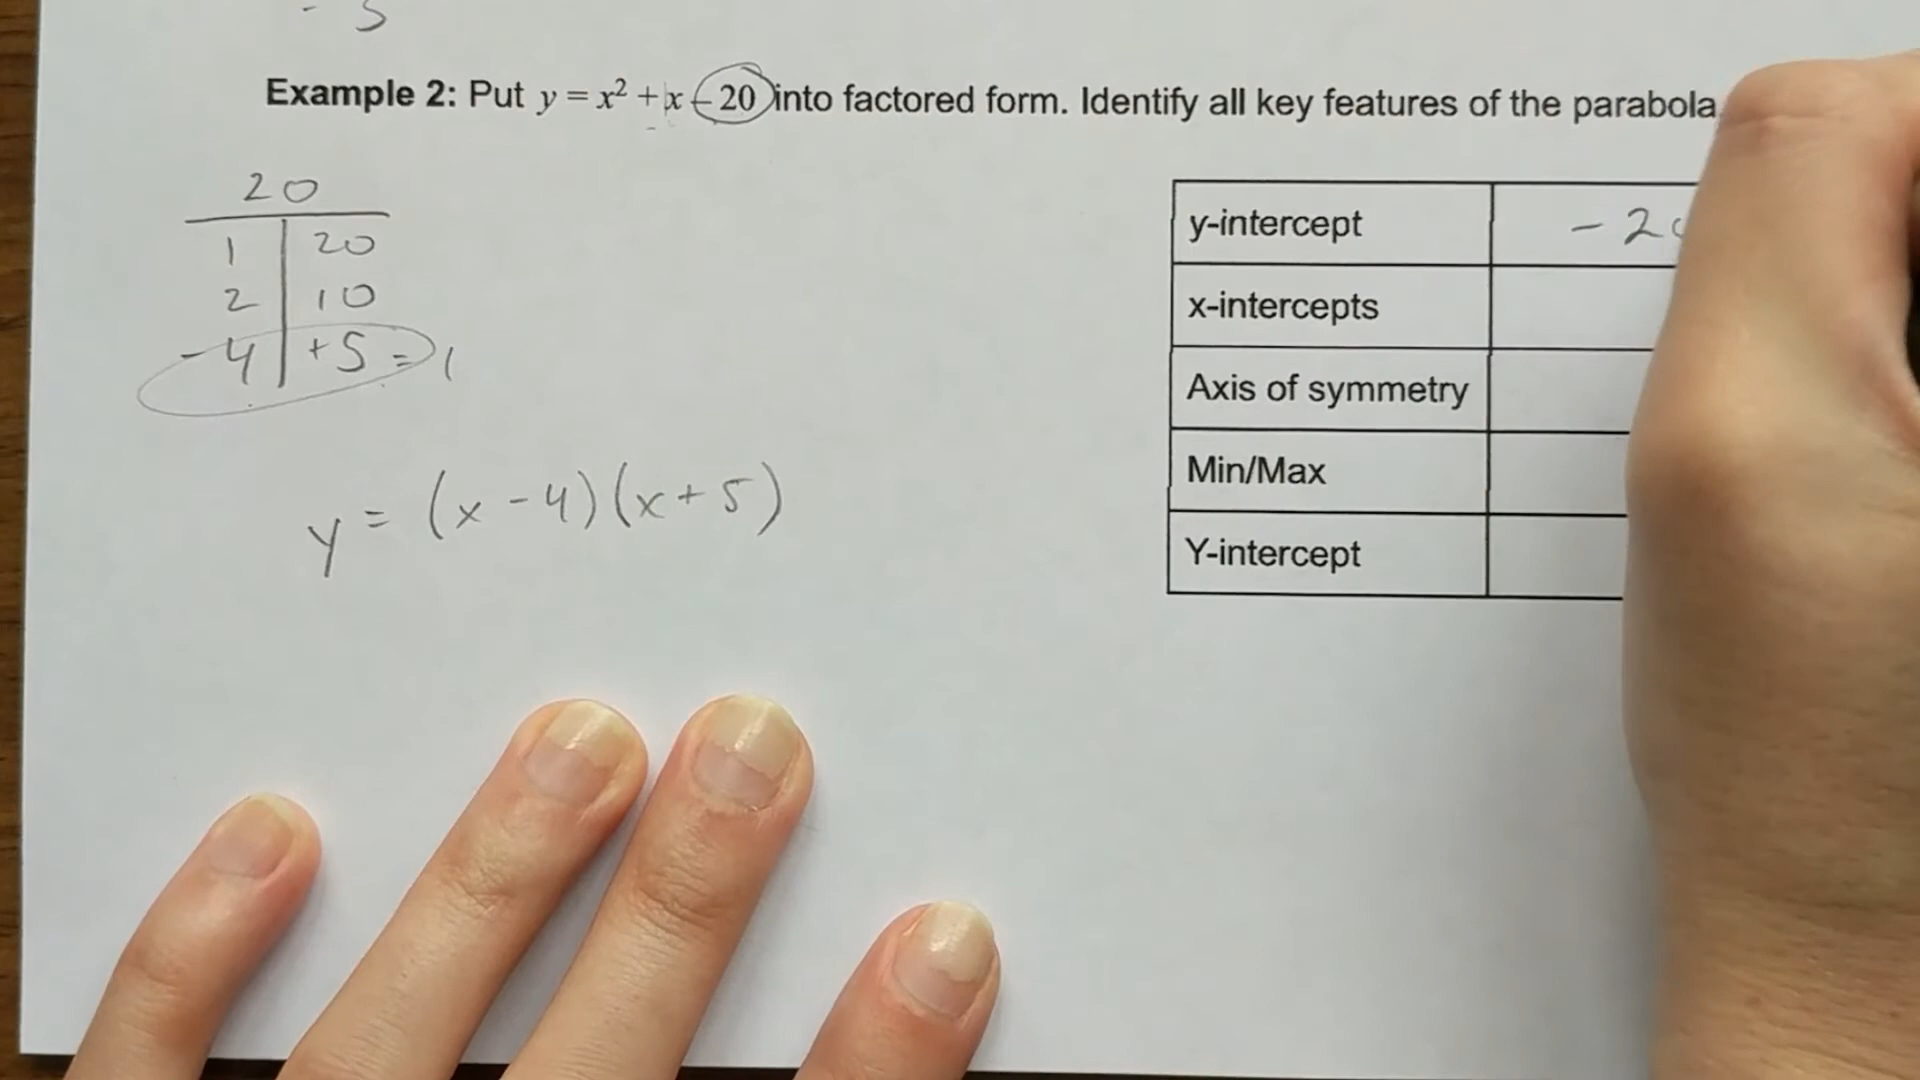 - 5
Example 2: Put y = x² + x – 20 into factored form. Identify all key features of the parabola
20
1 20
2 10
- 4 + 5 = 1
y = (x - 4)(x + 5)
y-intercept
x-intercepts
Axis of symmetry
Min/Max
Y-intercept